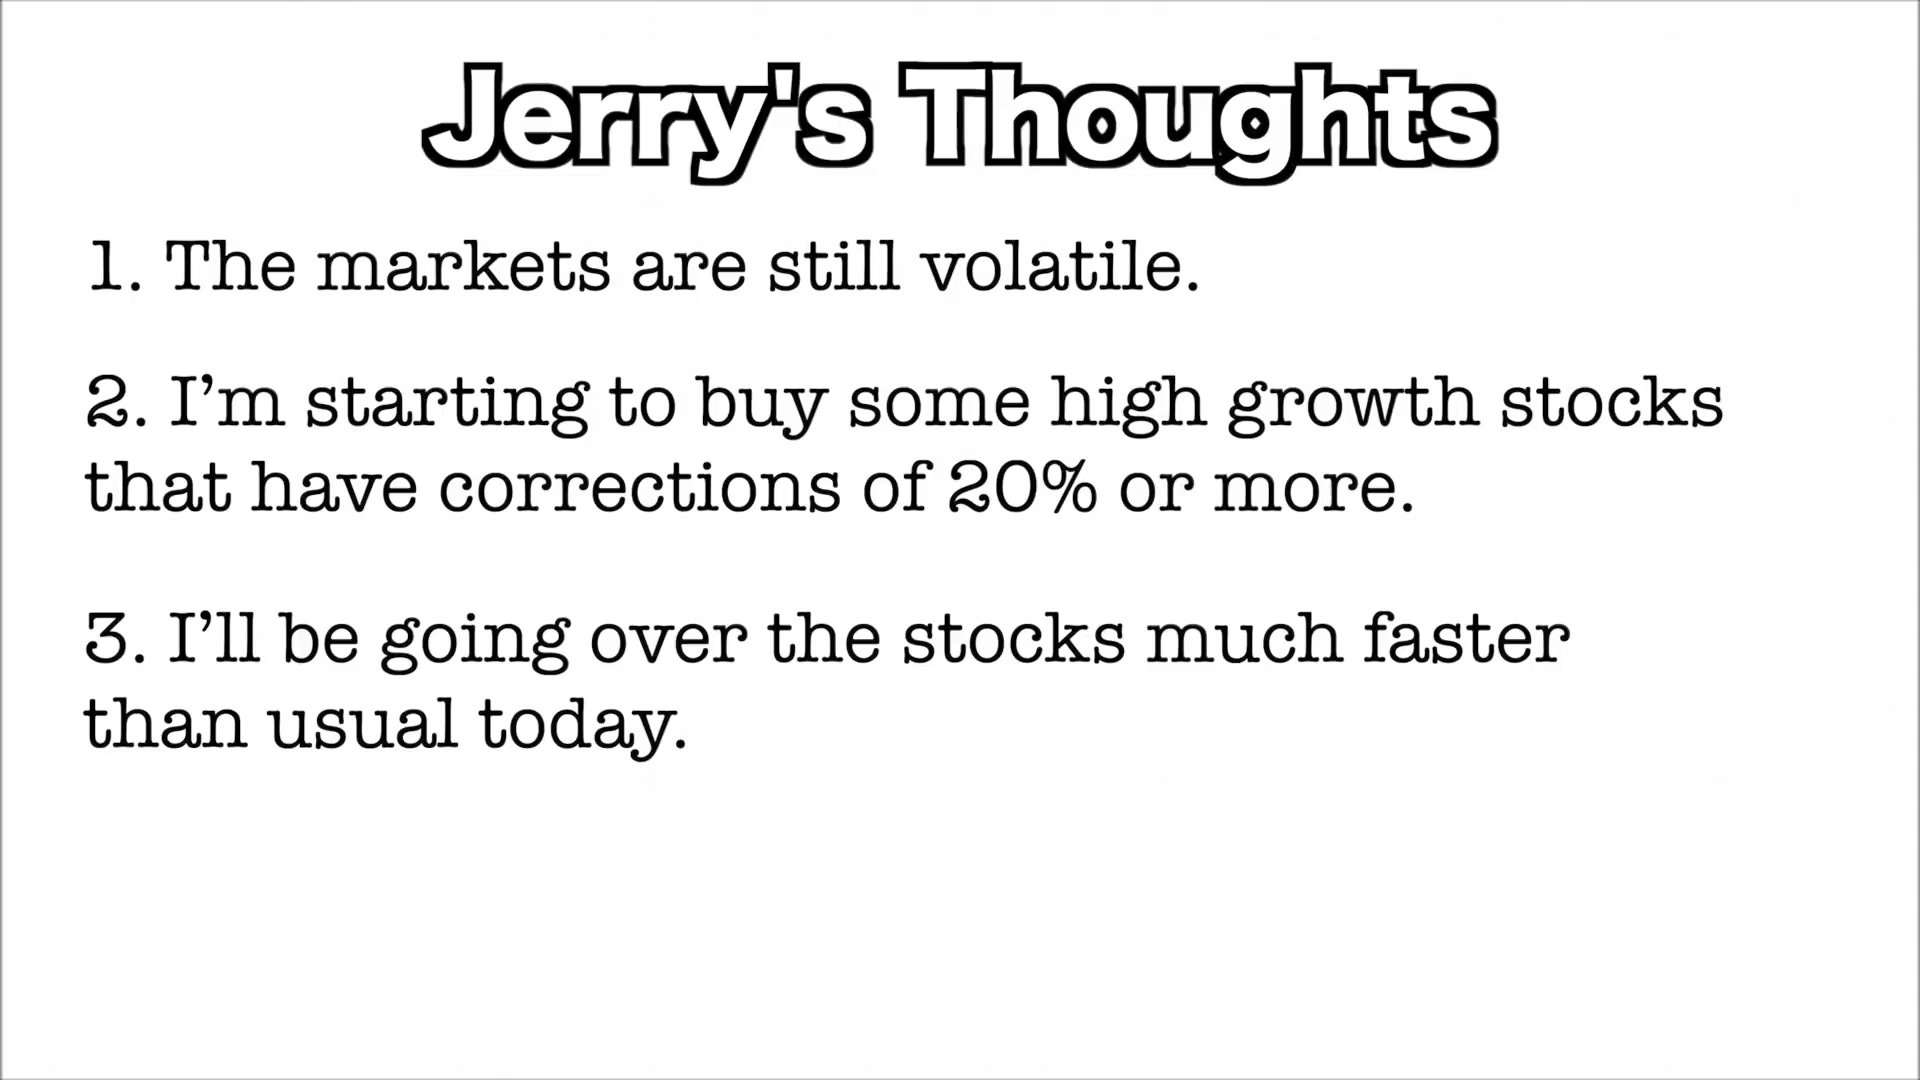 Jerry's Thoughts
1. The markets are still volatile.
2. I’m starting to buy some high growth stocks
that have corrections of 20% or more.
3. I’ll be going over the stocks much faster
than usual today.